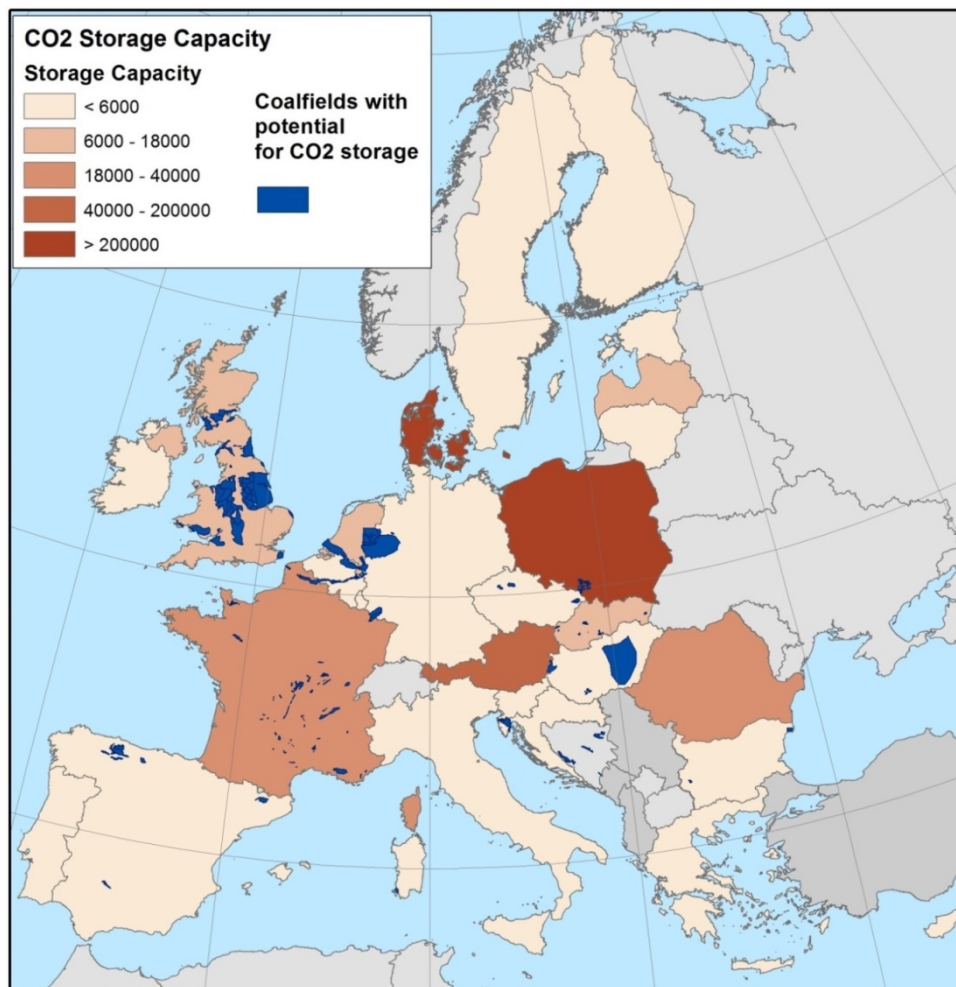 CO2 Storage Capacity
Storage Capacity
< 6000
6000 - 18000
18000 - 40000
40000 - 200000
> 200000
Coalfields with
potential
for CO2 storage